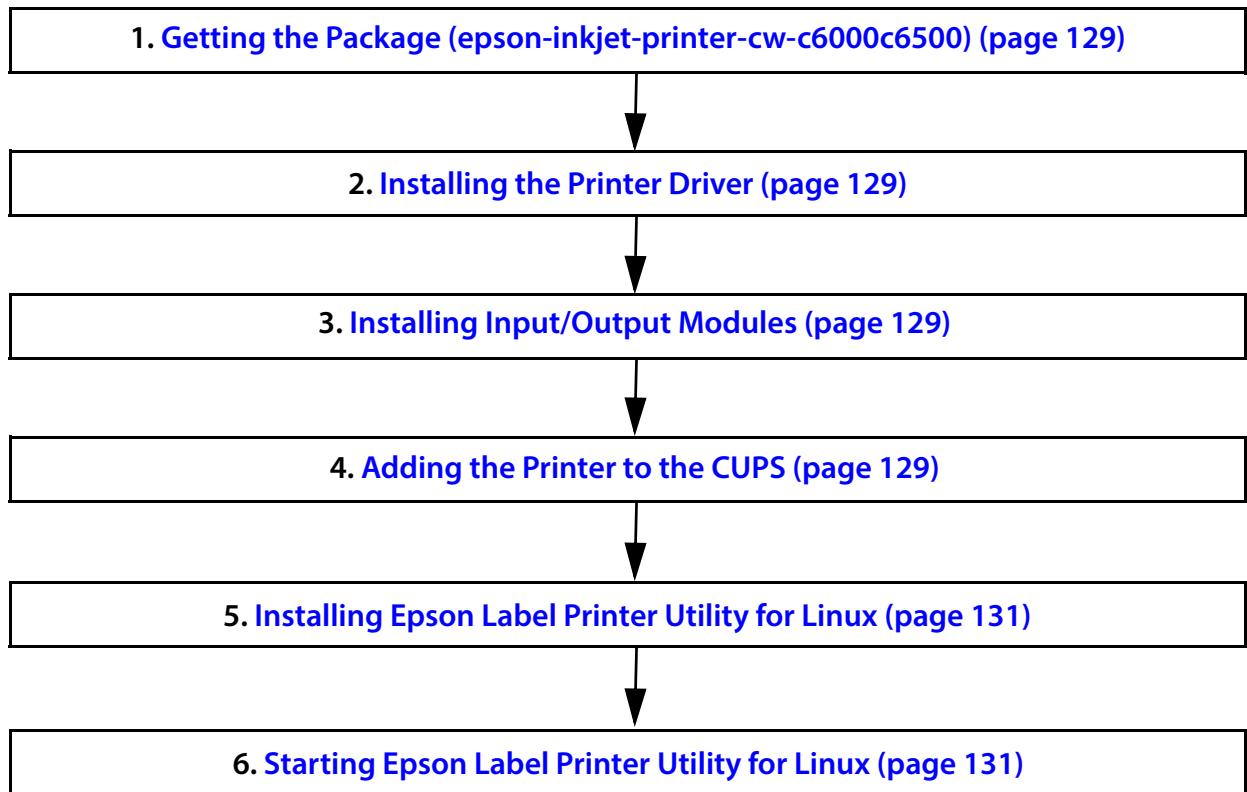 1. Getting the Package (epson-inkjet-printer-cw-c6000c6500) (page 129)
2. Installing the Printer Driver (page 129)
3. Installing Input/Output Modules (page 129)
4. Adding the Printer to the CUPS (page 129)
5. Installing Epson Label Printer Utility for Linux (page 131)
6. Starting Epson Label Printer Utility for Linux (page 131)